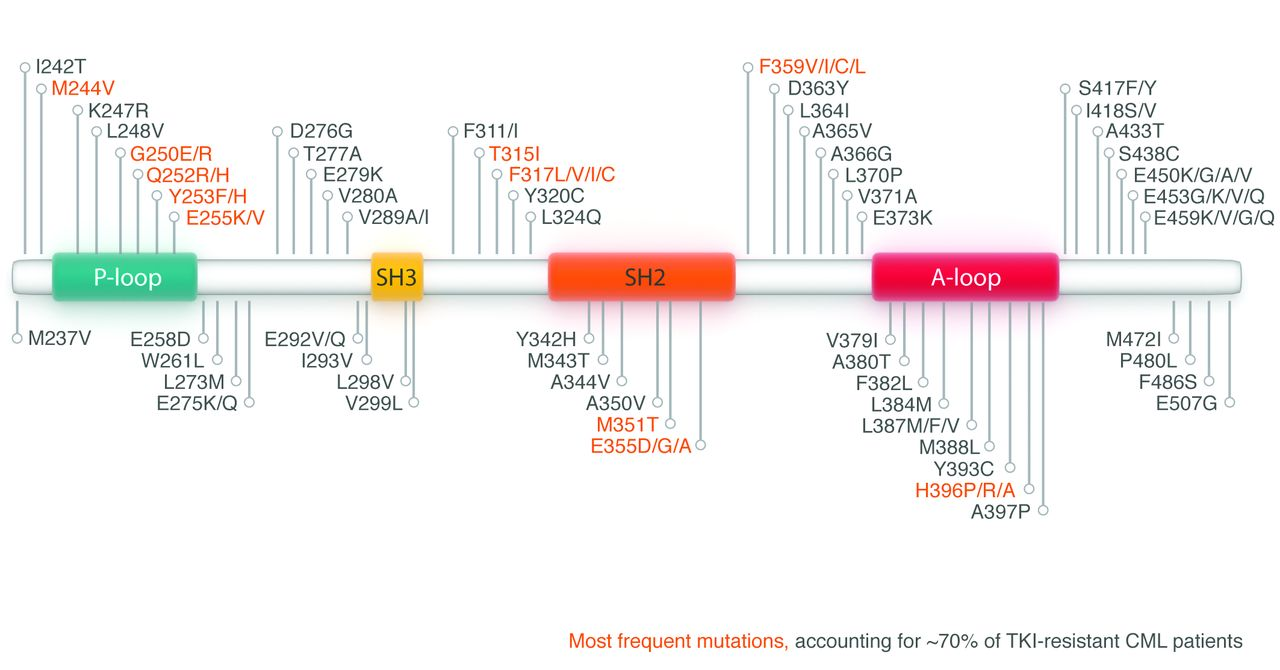 I242T
M244V
K247R
L248V
G250E/R
Q252R/H
Y253F/H
E255K/V
D276G
T277A
E279K
V280A
V289A/I
F311/I
T315I
F317L/V/I/C
Y320C
L324Q
F359V/I/C/L
D363Y
L364I
A365V
A366G
L370P
V371A
E373K
S417F/Y
I418S/V
A433T
S438C
E450K/G/A/V
E453G/K/V/Q
E459K/V/G/Q
P-loop
SH3
SH2
A-loop
M237V
E258D
W261L
L273M
E275K/Q
E292V/Q
I293V
L298V
V299L
Y342H
M343T
A344V
A350V
M351T
E355D/G/A
V379I
A380T
F382L
L384M
L387M/F/V
M388L
Y393C
H396P/R/A
A397P
M472I
P480L
F486S
E507G
Most frequent mutations, accounting for ~70% of TKI-resistant CML patients